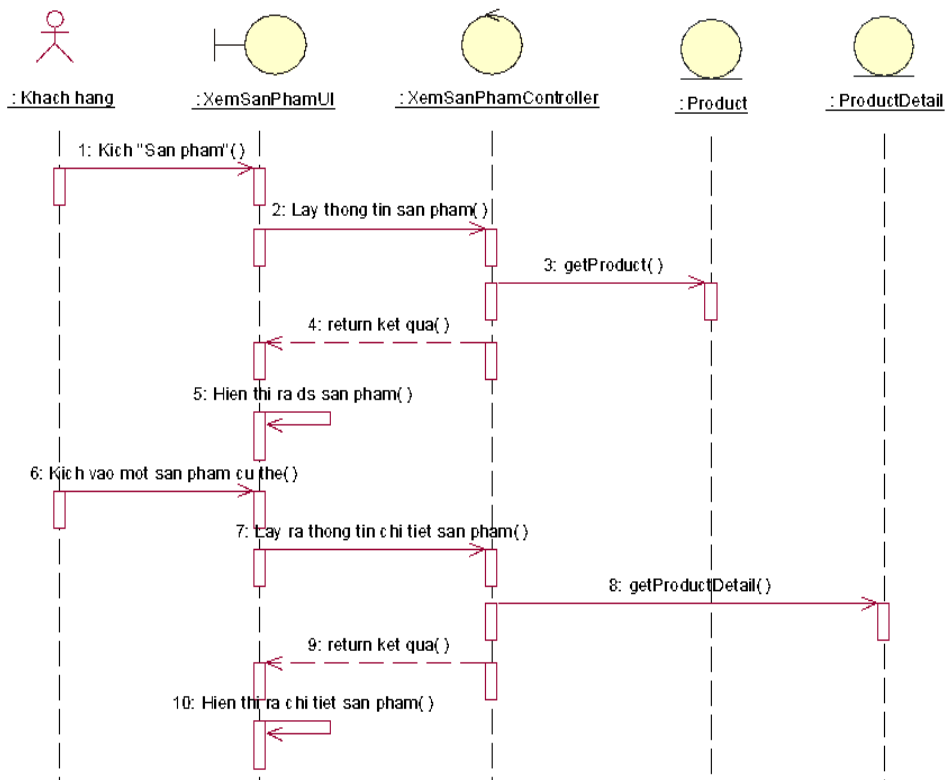 : Khach hang
: XemSanPhamUI
: XemSanPhamController
: Product
: ProductDetail
1: Kich "San pham"()
2: Lay thong tin san pham( )
3: getProduct( )
4: return ket qua( )
5: Hien thi ra ds san pham( )
6: Kich vao mot san pham cu the( )
7: Lay ra thong tin chi tiet san pham( )
8: getProductDetail( )
9: return ket qua( )
10: Hien thi ra chi tiet san pham( )